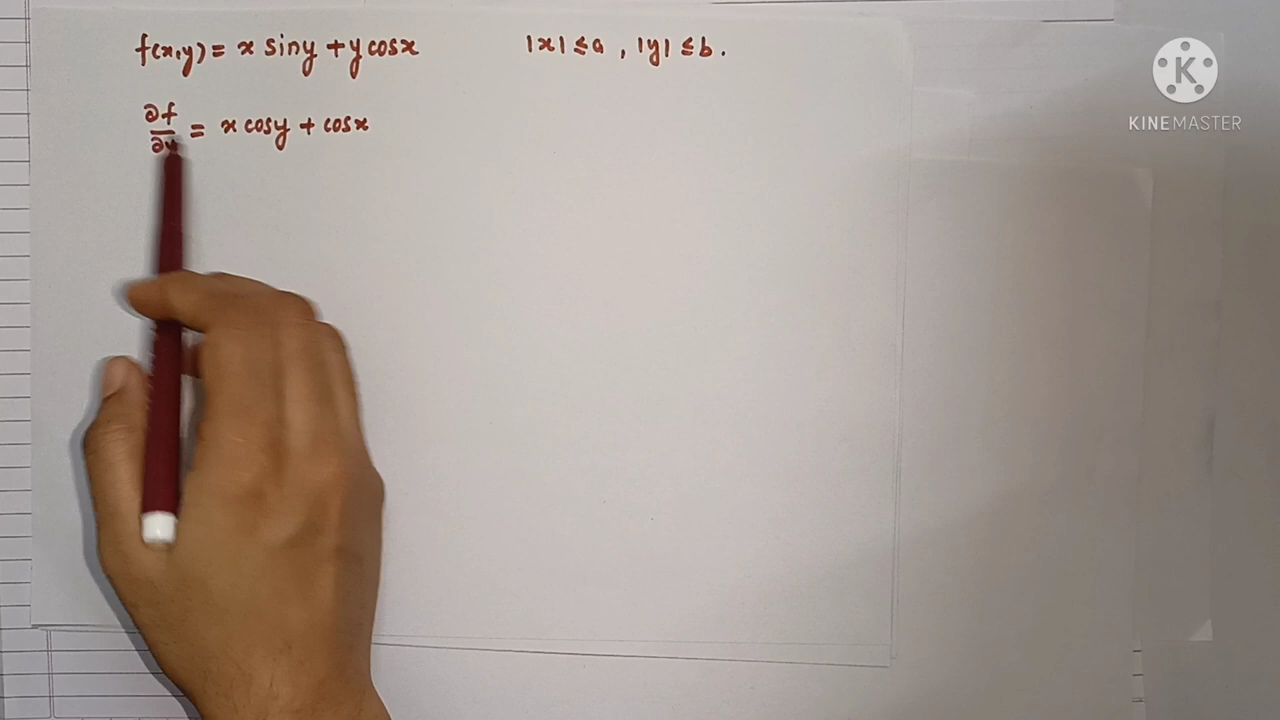 f(x,y) = x siny + y cosx |x| ≤ a , |y| ≤ b.
∂f/∂y = x cosy + cosx
K
KINEMASTER